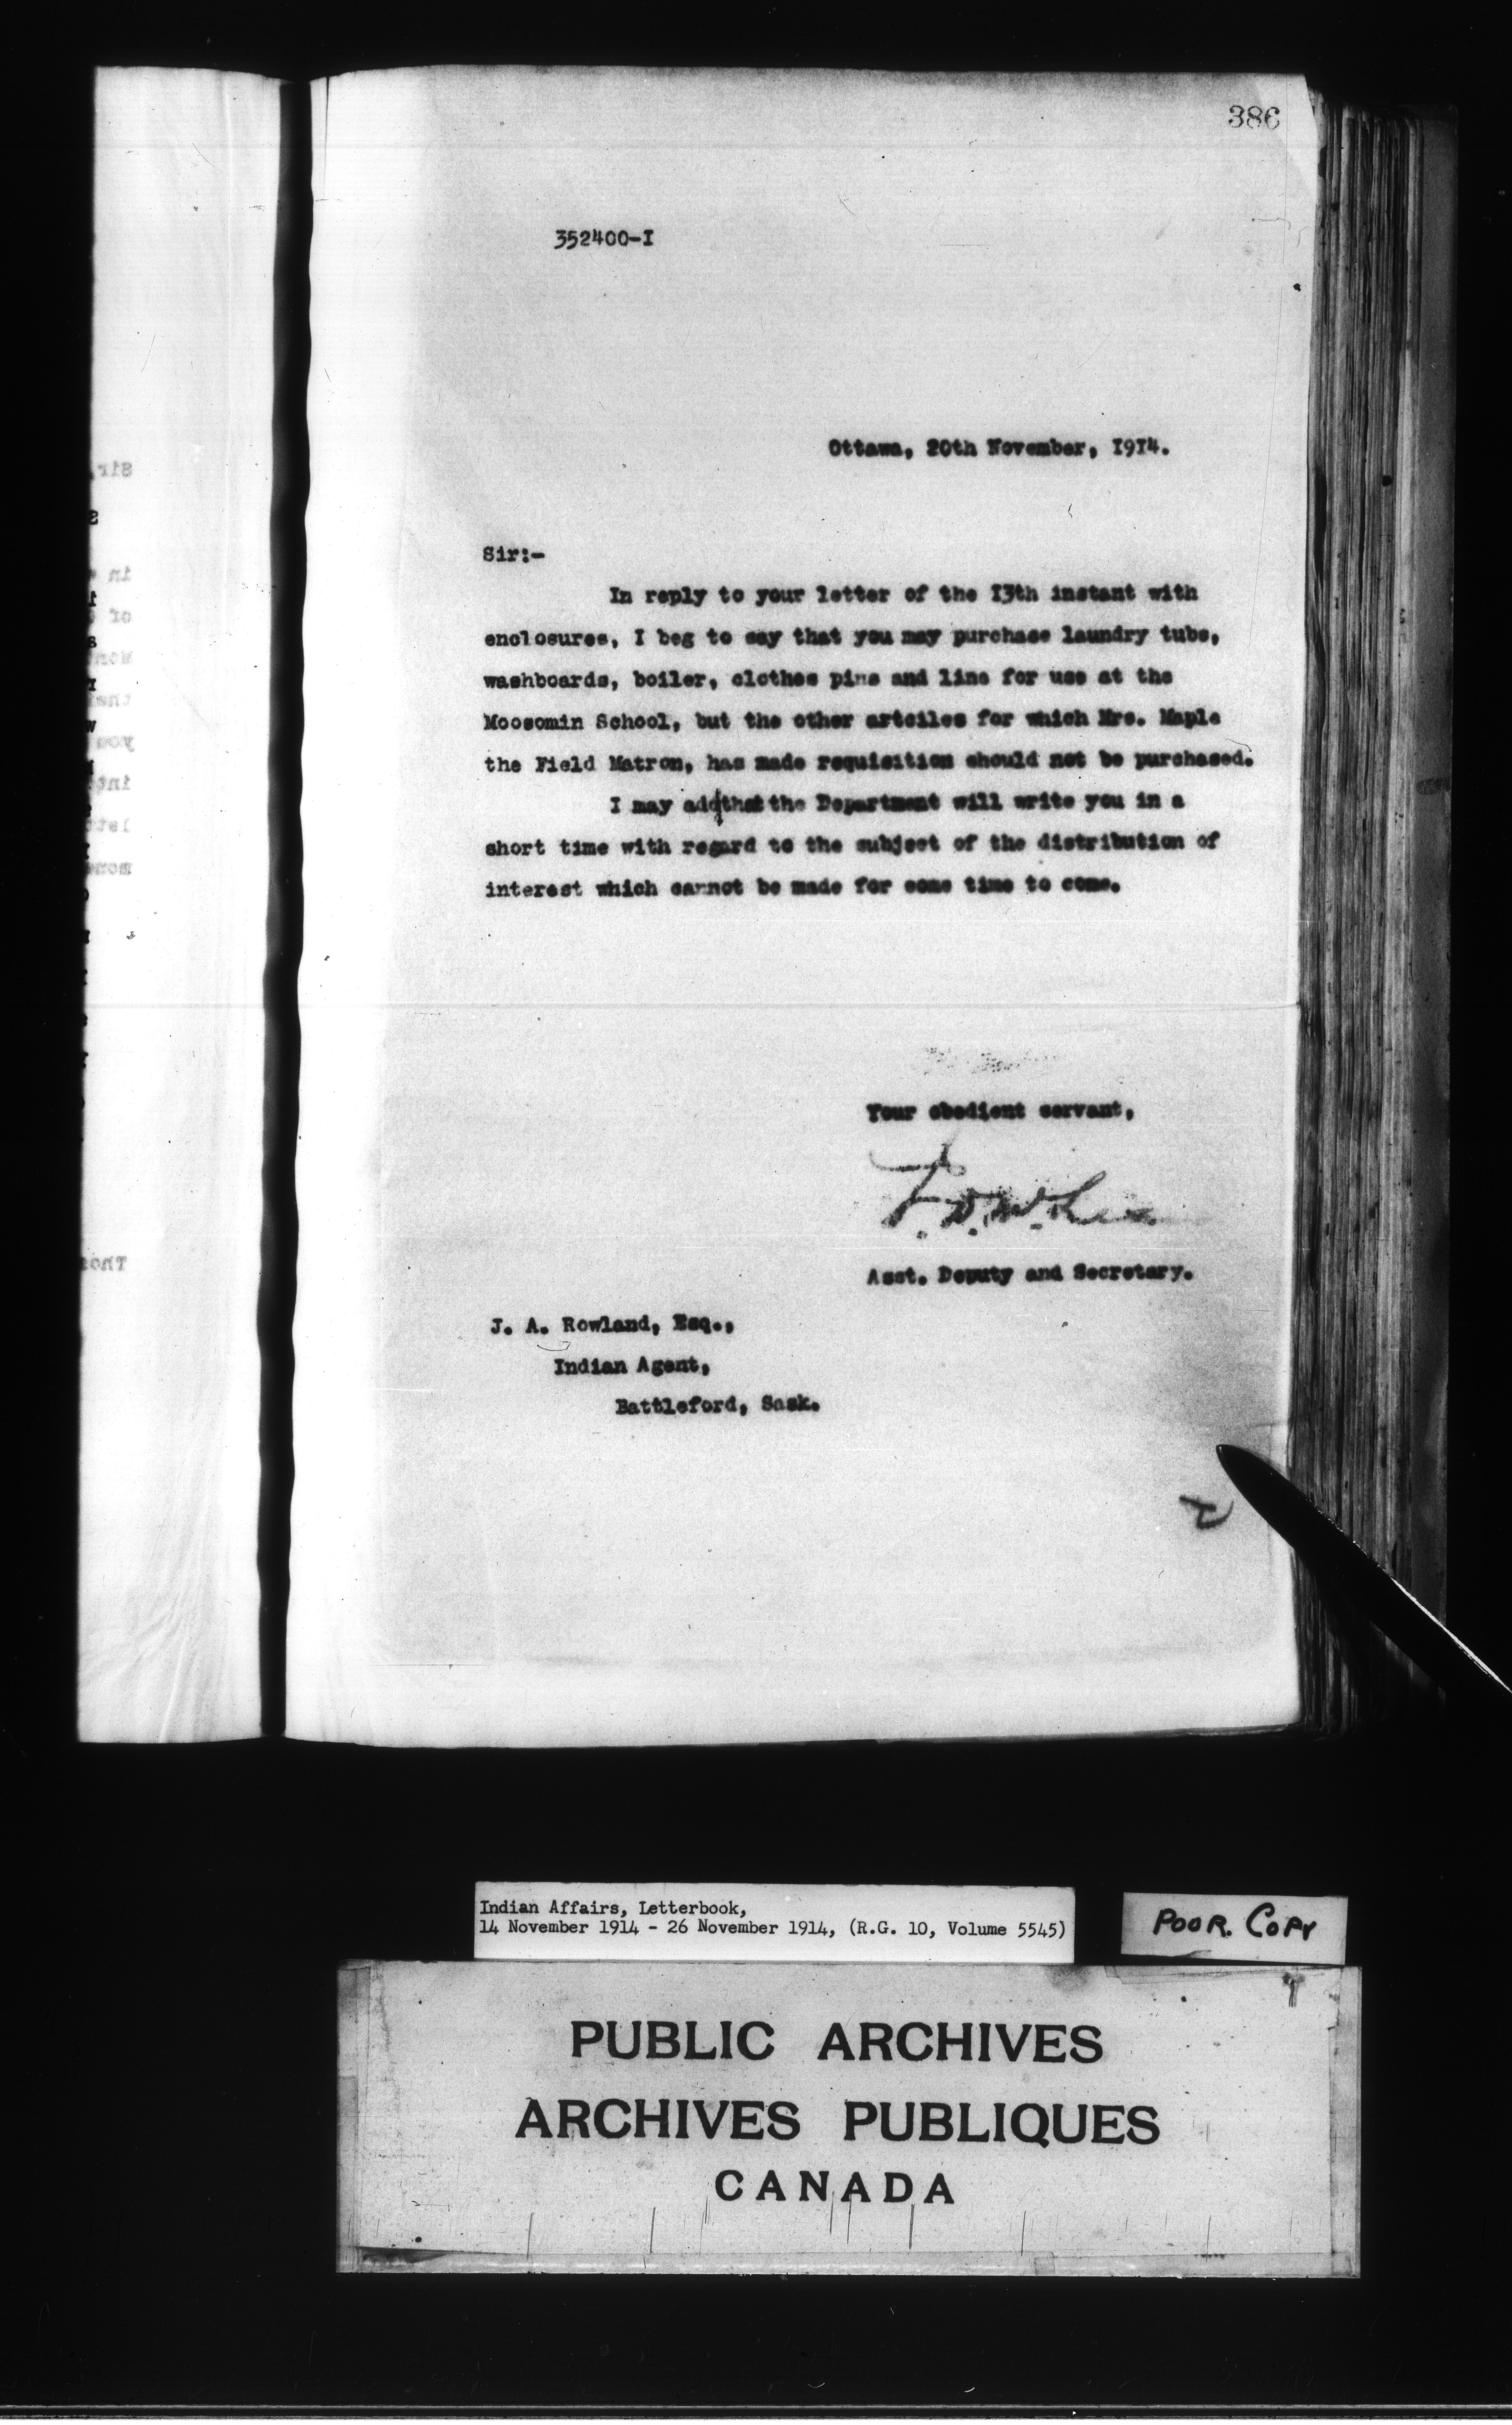 386
352400-I
Ottawa, 20th November, 1914.
Sir:-
In reply to your letter of the 13th instant with
enclosures, I beg to say that you may purchase laundry tubs,
washboards, boiler, clothes pins and line for use at the
Moosomin School, but the other artciles for which Mrs. Maple
the Field Matron, has made requisition should not be purchased.
I may add that the Department will write you in a
short time with regard to the subject of the distribution of
interest which cannot be made for some time to come.
Your obedient servant,
Asst. Deputy and Secretary.
J. A. Rowland, Esq.,
Indian Agent,
Battleford, Sask.
Indian Affairs, Letterbook,
14 November 1914 - 26 November 1914, (R.G. 10, Volume 5545)
POOR. COPY
PUBLIC ARCHIVES
ARCHIVES PUBLIQUES
CANADA